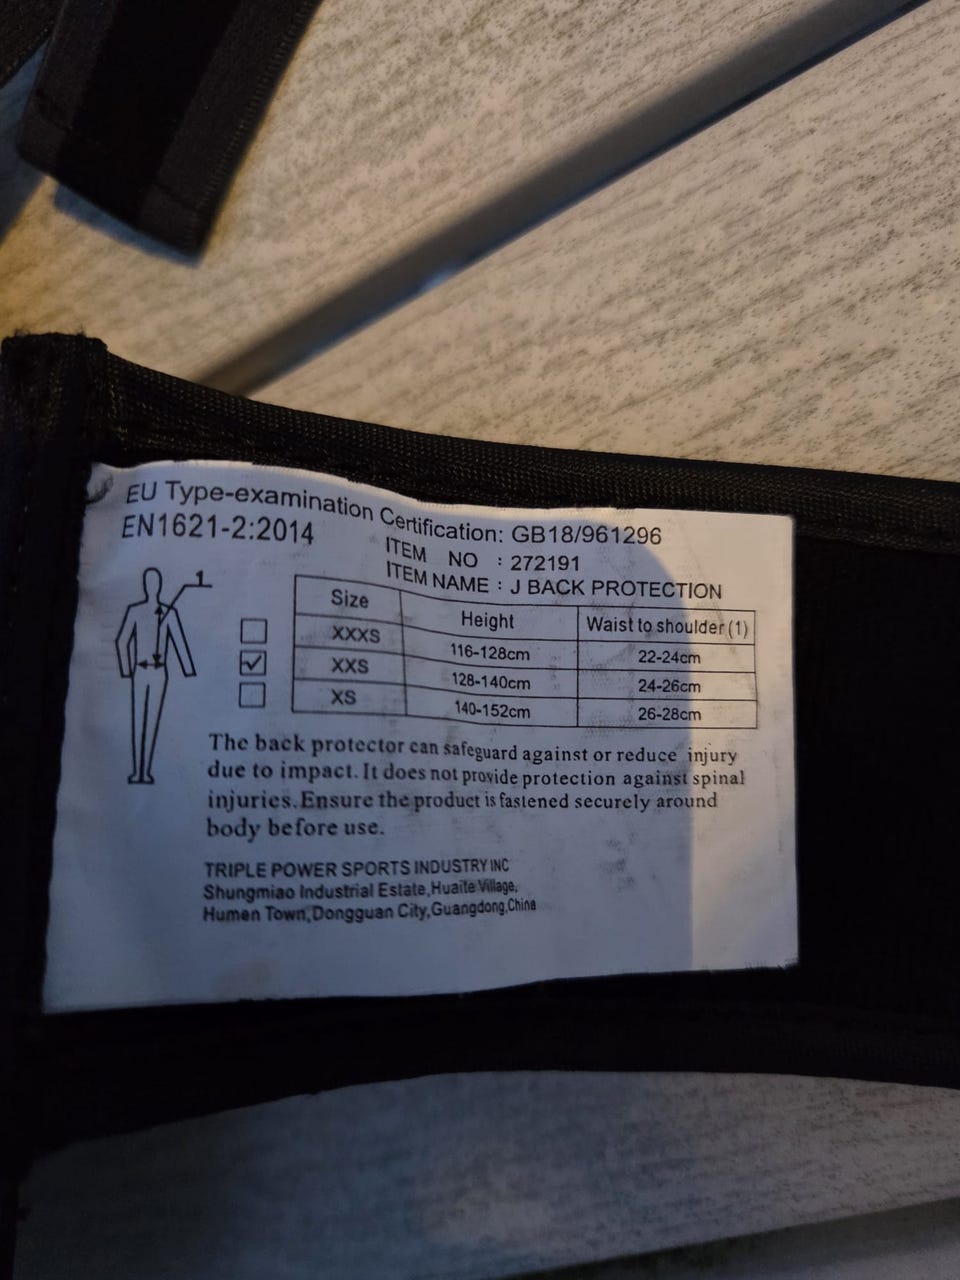 EU Type-examination Certification: GB18/961296
EN1621-2:2014
ITEM NO : 272191
ITEM NAME : J BACK PROTECTION
1
Size Height Waist to shoulder (1)
XXXS 116-128cm 22-24cm
XXS 128-140cm 24-26cm
XS 140-152cm 26-28cm
The back protector can safeguard against or reduce injury
due to impact. It does not provide protection against spinal
injuries. Ensure the product is fastened securely around
body before use.
TRIPLE POWER SPORTS INDUSTRY INC
Shungmiao Industrial Estate,Huaite Village,
Humen Town,Dongguan City,Guangdong,China